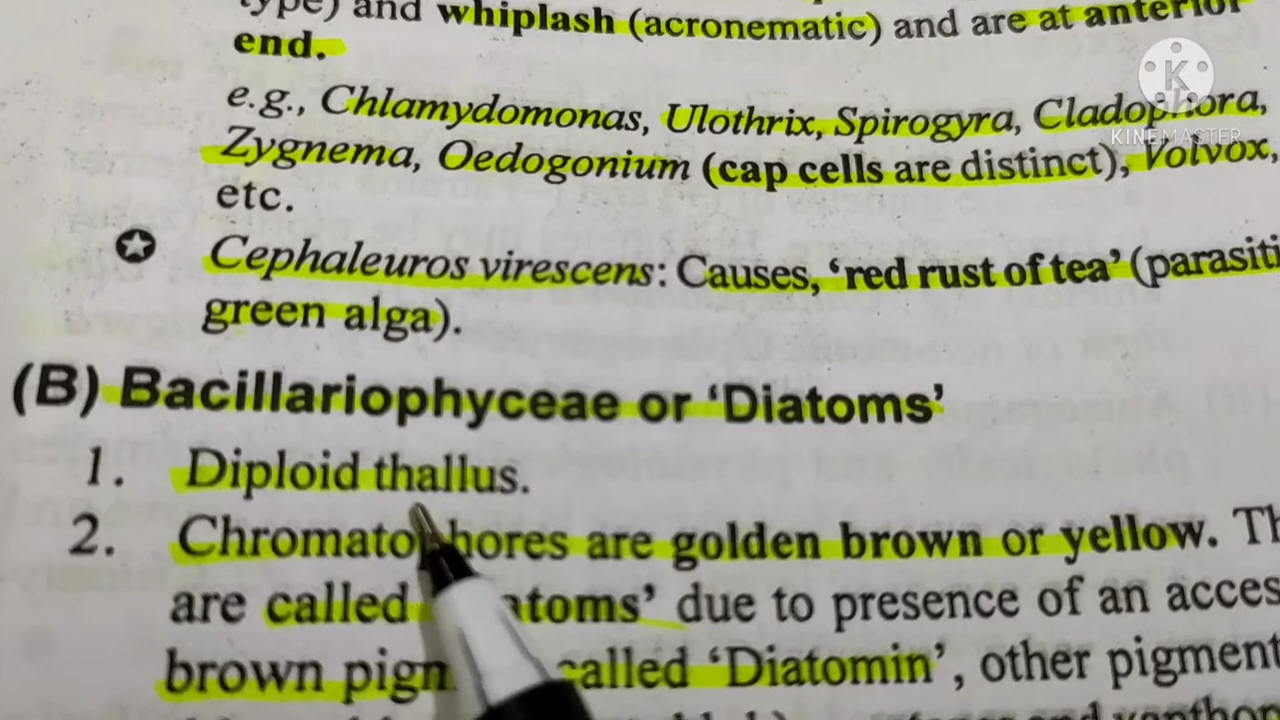 type) and whiplash (acronematic) and are at anterior
end.
e.g., Chlamydomonas, Ulothrix, Spirogyra, Cladophora,
Zygnema, Oedogonium (cap cells are distinct), Volvox,
etc.
Cephaleuros virescens: Causes, ‘red rust of tea’ (parasiti
green alga).
(B) Bacillariophyceae or ‘Diatoms’
1. Diploid thallus.
2. Chromatophores are golden brown or yellow. Th
are called atoms’ due to presence of an acces
brown pign called ‘Diatomin’, other pigment
K
KINEMASTER